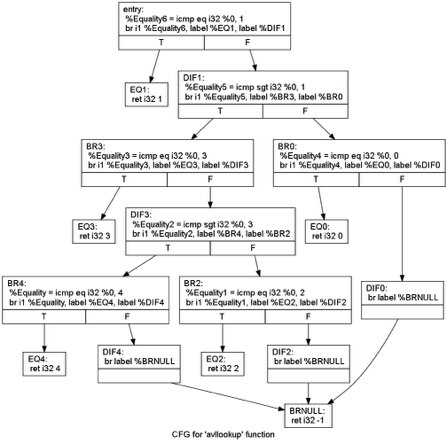 entry:
%Equality6 = icmp eq i32 %0, 1
br i1 %Equality6, label %EQ1, label %DIF1
T F
EQ1:
ret i32 1
DIF1:
%Equality5 = icmp sgt i32 %0, 1
br i1 %Equality5, label %BR3, label %BR0
T F
BR3:
%Equality3 = icmp eq i32 %0, 3
br i1 %Equality3, label %EQ3, label %DIF3
T F
BR0:
%Equality4 = icmp eq i32 %0, 0
br i1 %Equality4, label %EQ0, label %DIF0
T F
EQ3:
ret i32 3
DIF3:
%Equality2 = icmp sgt i32 %0, 3
br i1 %Equality2, label %BR4, label %BR2
T F
EQ0:
ret i32 0
BR4:
%Equality = icmp eq i32 %0, 4
br i1 %Equality, label %EQ4, label %DIF4
T F
BR2:
%Equality1 = icmp eq i32 %0, 2
br i1 %Equality1, label %EQ2, label %DIF2
T F
DIF0:
br label %BRNULL
EQ4:
ret i32 4
DIF4:
br label %BRNULL
EQ2:
ret i32 2
DIF2:
br label %BRNULL
BRNULL:
ret i32 -1
CFG for 'avllookup' function